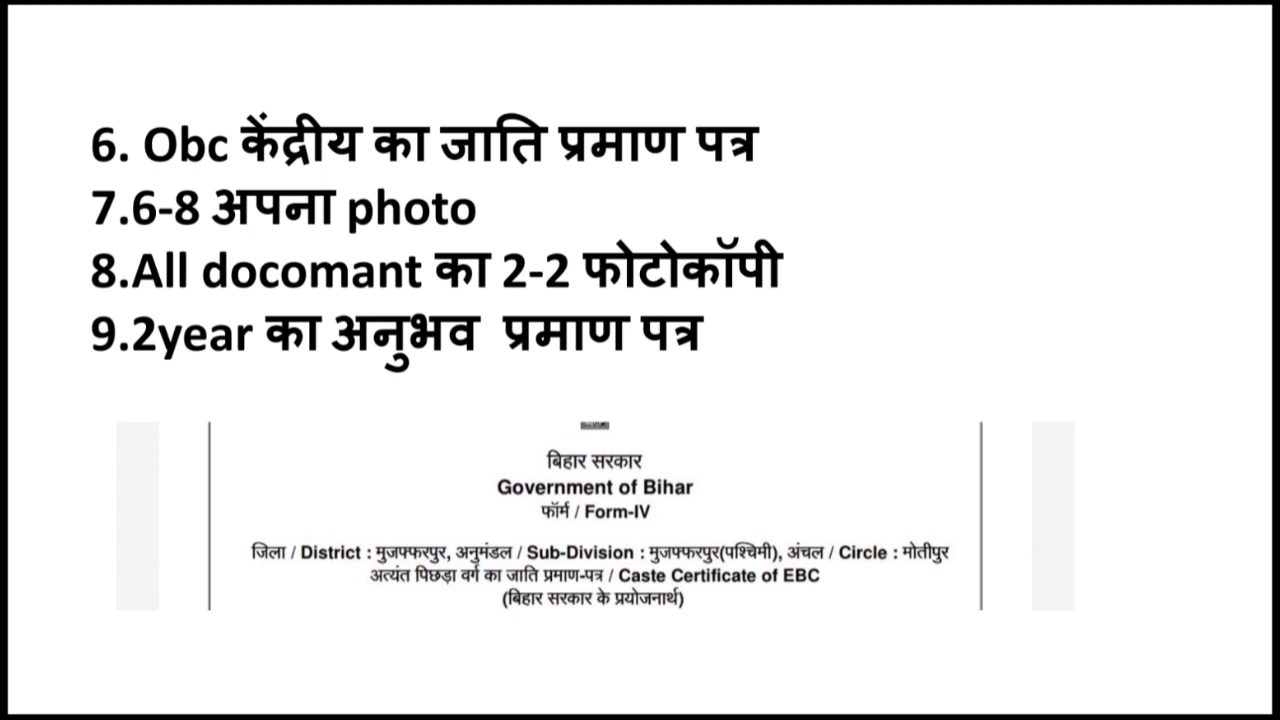 6. Obc केंद्रीय का जाति प्रमाण पत्र
7.6-8 अपना photo
8.All docomant का 2-2 फोटोकॉपी
9.2year का अनुभव प्रमाण पत्र
बिहार सरकार
Government of Bihar
फॉर्म / Form-IV
जिला / District : मुजफ्फरपुर, अनुमंडल / Sub-Division : मुजफ्फरपुर(पश्चिमी), अंचल / Circle : मोतीपुर
अत्यंत पिछड़ा वर्ग का जाति प्रमाण-पत्र / Caste Certificate of EBC
(बिहार सरकार के प्रयोजनार्थ)